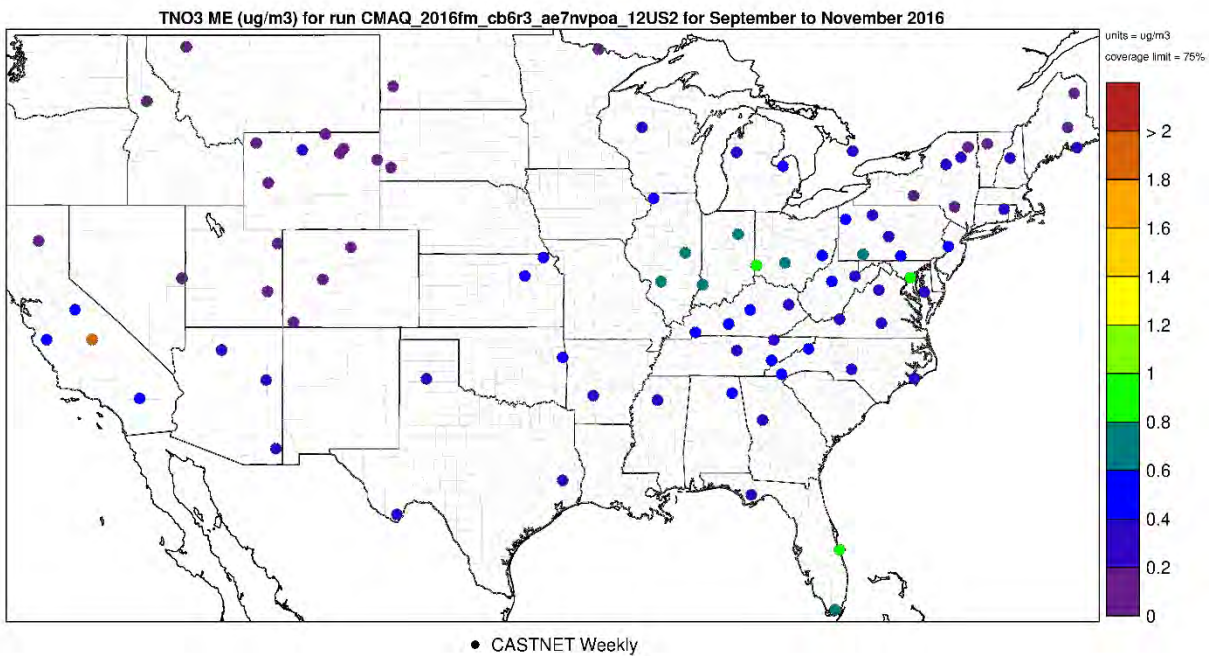 TNO3 ME (ug/m3) for run CMAQ_2016fm_cb6r3_ae7nvpoa_12US2 for September to November 2016
units = ug/m3
coverage limit = 75%
> 2
1.8
1.6
1.4
1.2
1
0.8
0.6
0.4
0.2
0
CASTNET Weekly